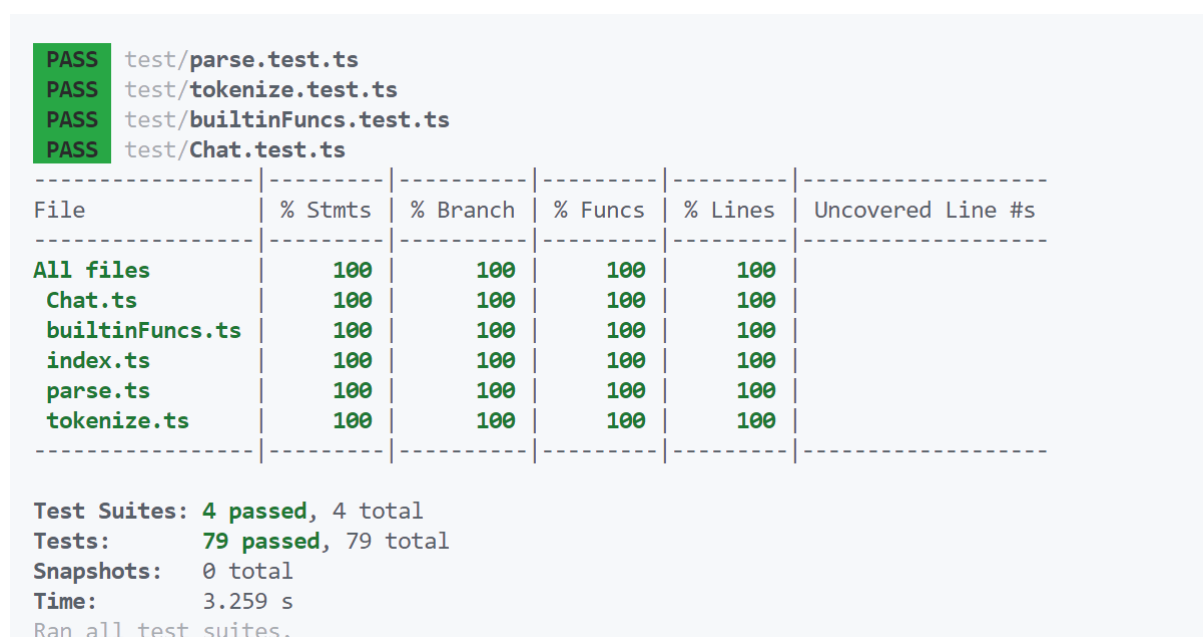 PASS test/parse.test.ts
PASS test/tokenize.test.ts
PASS test/builtinFuncs.test.ts
PASS test/Chat.test.ts
-----------------|---------|----------|---------|---------|-------------------
File | % Stmts | % Branch | % Funcs | % Lines | Uncovered Line #s
-----------------|---------|----------|---------|---------|-------------------
All files | 100 | 100 | 100 | 100 |
Chat.ts | 100 | 100 | 100 | 100 |
builtinFuncs.ts | 100 | 100 | 100 | 100 |
index.ts | 100 | 100 | 100 | 100 |
parse.ts | 100 | 100 | 100 | 100 |
tokenize.ts | 100 | 100 | 100 | 100 |
-----------------|---------|----------|---------|---------|-------------------
Test Suites: 4 passed, 4 total
Tests: 79 passed, 79 total
Snapshots: 0 total
Time: 3.259 s
Ran all test suites.